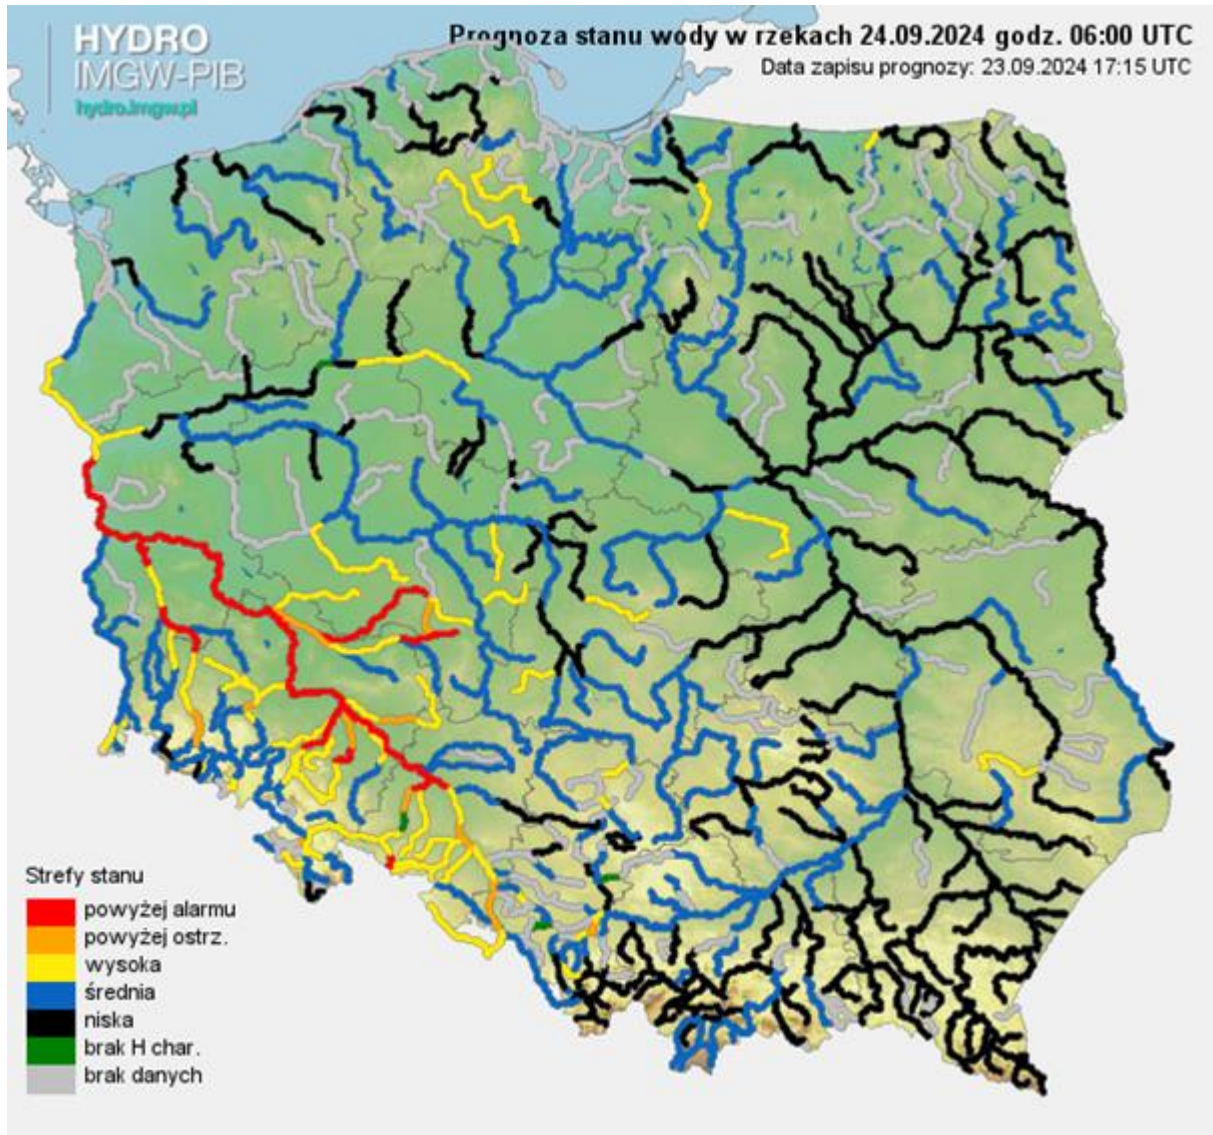 HYDRO
IMGW-PIB
hydro.imgw.pl
Prognoza stanu wody w rzekach 24.09.2024 godz. 06:00 UTC
Data zapisu prognozy: 23.09.2024 17:15 UTC
Strefy stanu
powyżej alarmu
powyżej ostrz.
wysoka
średnia
niska
brak H char.
brak danych